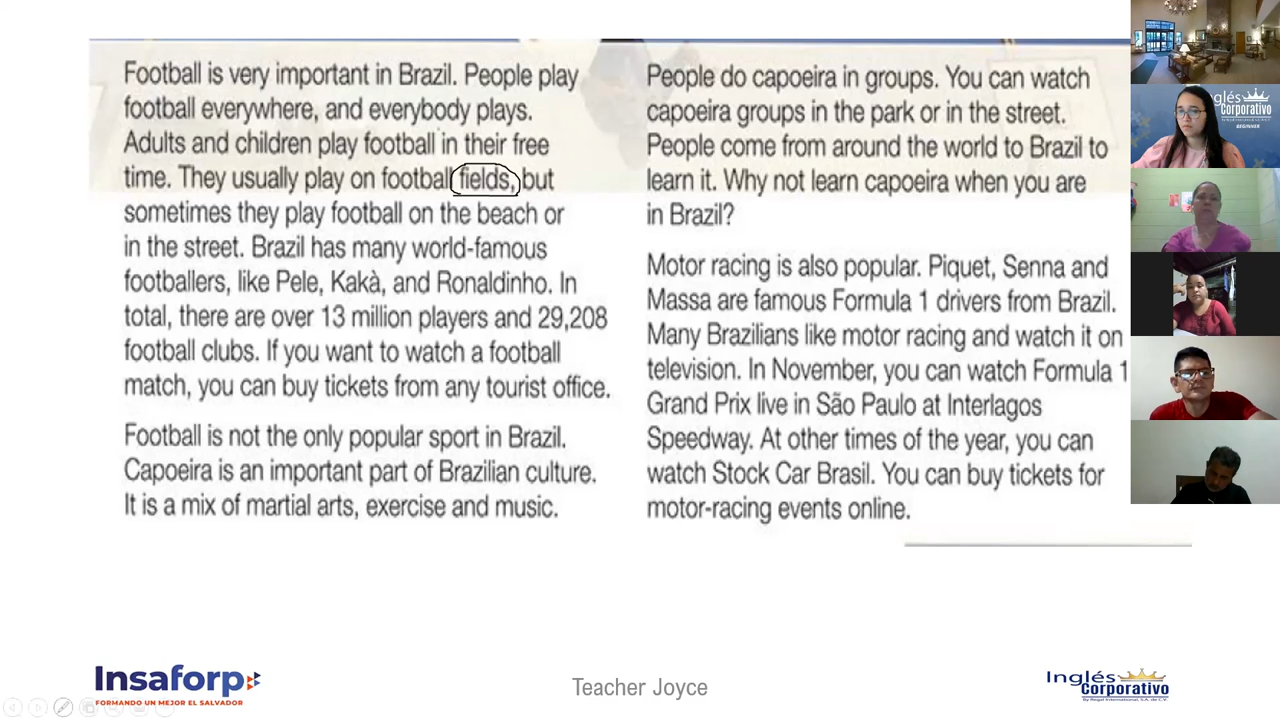 Football is very important in Brazil. People play
football everywhere, and everybody plays.
Adults and children play football in their free
time. They usually play on football fields, but
sometimes they play football on the beach or
in the street. Brazil has many world-famous
footballers, like Pele, Kakà, and Ronaldinho. In
total, there are over 13 million players and 29,208
football clubs. If you want to watch a football
match, you can buy tickets from any tourist office.
Football is not the only popular sport in Brazil.
Capoeira is an important part of Brazilian culture.
It is a mix of martial arts, exercise and music.
People do capoeira in groups. You can watch
capoeira groups in the park or in the street.
People come from around the world to Brazil to
learn it. Why not learn capoeira when you are
in Brazil?
Motor racing is also popular. Piquet, Senna and
Massa are famous Formula 1 drivers from Brazil.
Many Brazilians like motor racing and watch it on
television. In November, you can watch Formula 1
Grand Prix live in São Paulo at Interlagos
Speedway. At other times of the year, you can
watch Stock Car Brasil. You can buy tickets for
motor-racing events online.
Inglés
Corporativo
BEGINNER
Insaforp
FORMANDO UN MEJOR EL SALVADOR
Teacher Joyce
Inglés
Corporativo
By Regal International, S.A. de C.V.